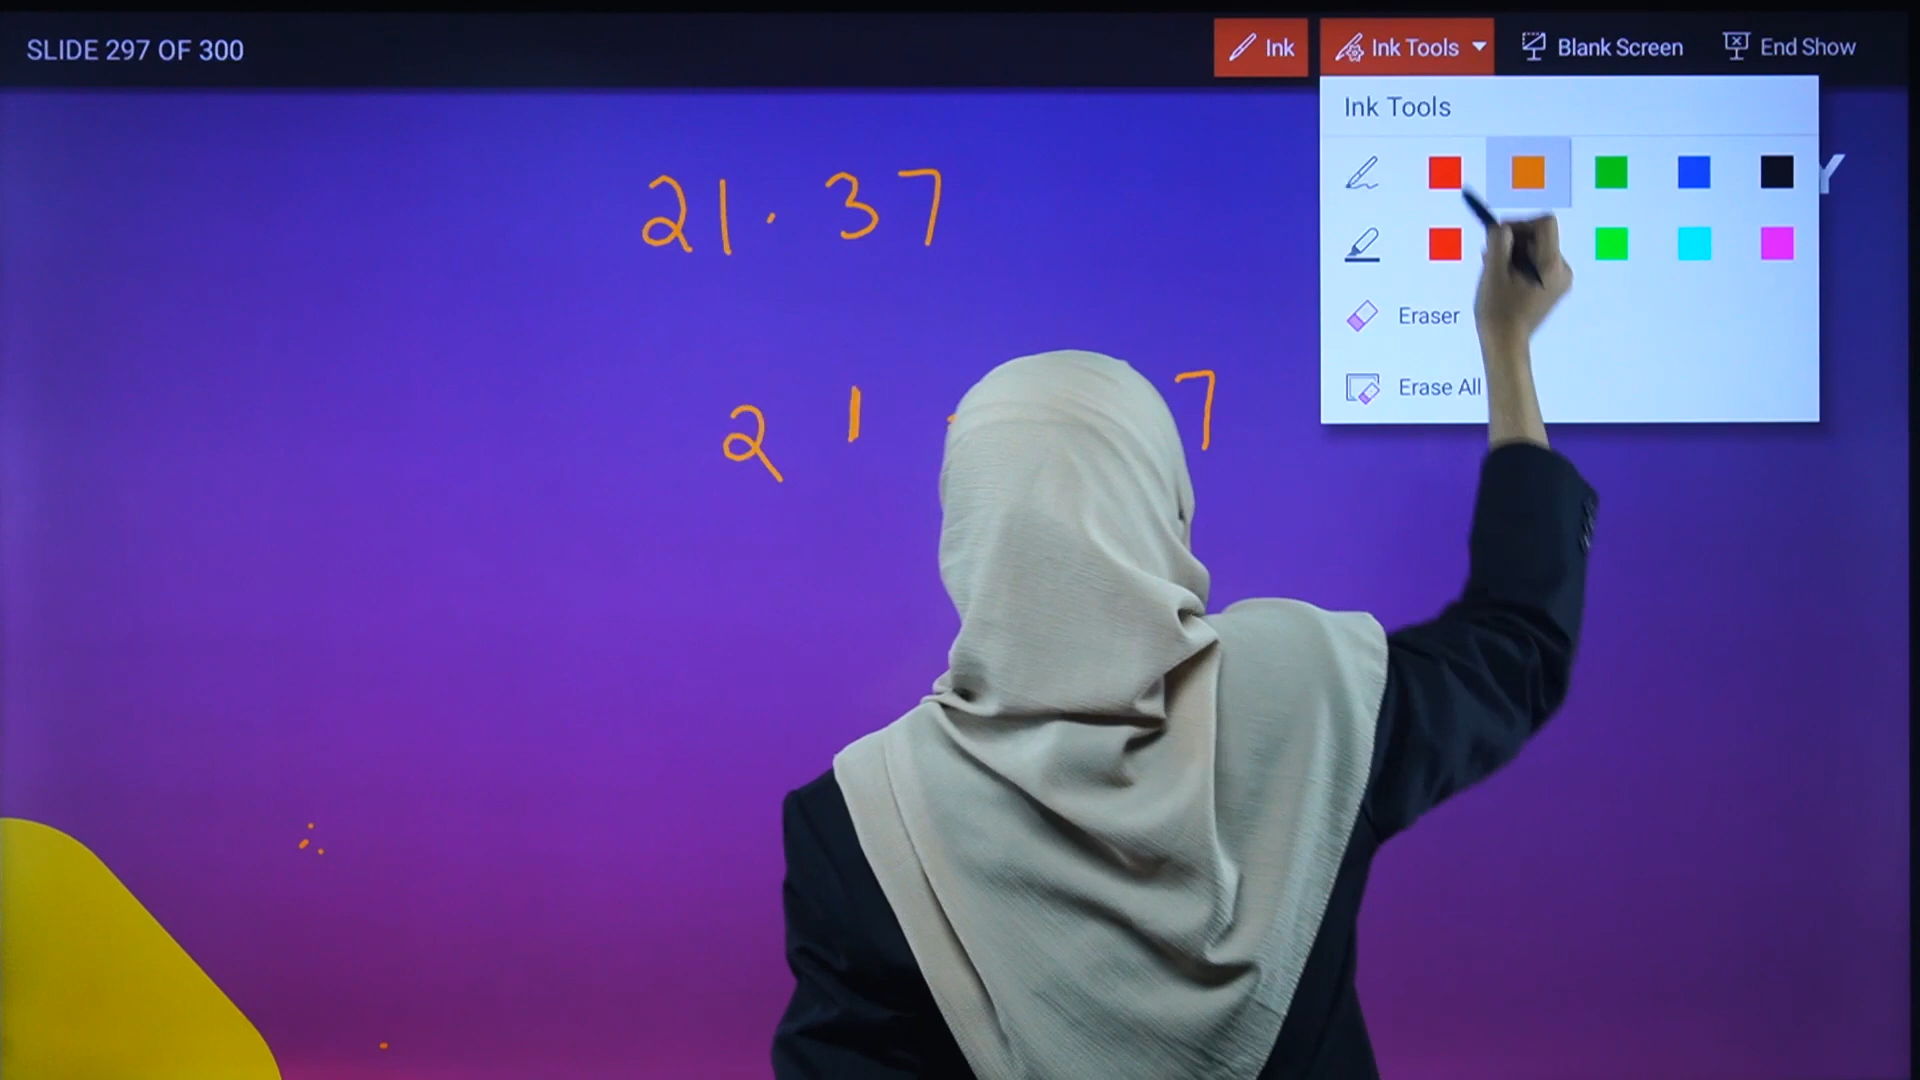 SLIDE 297 OF 300
Ink
Ink Tools
Blank Screen
End Show
Ink Tools
Y
Eraser
Erase All
21.37
2 1 7